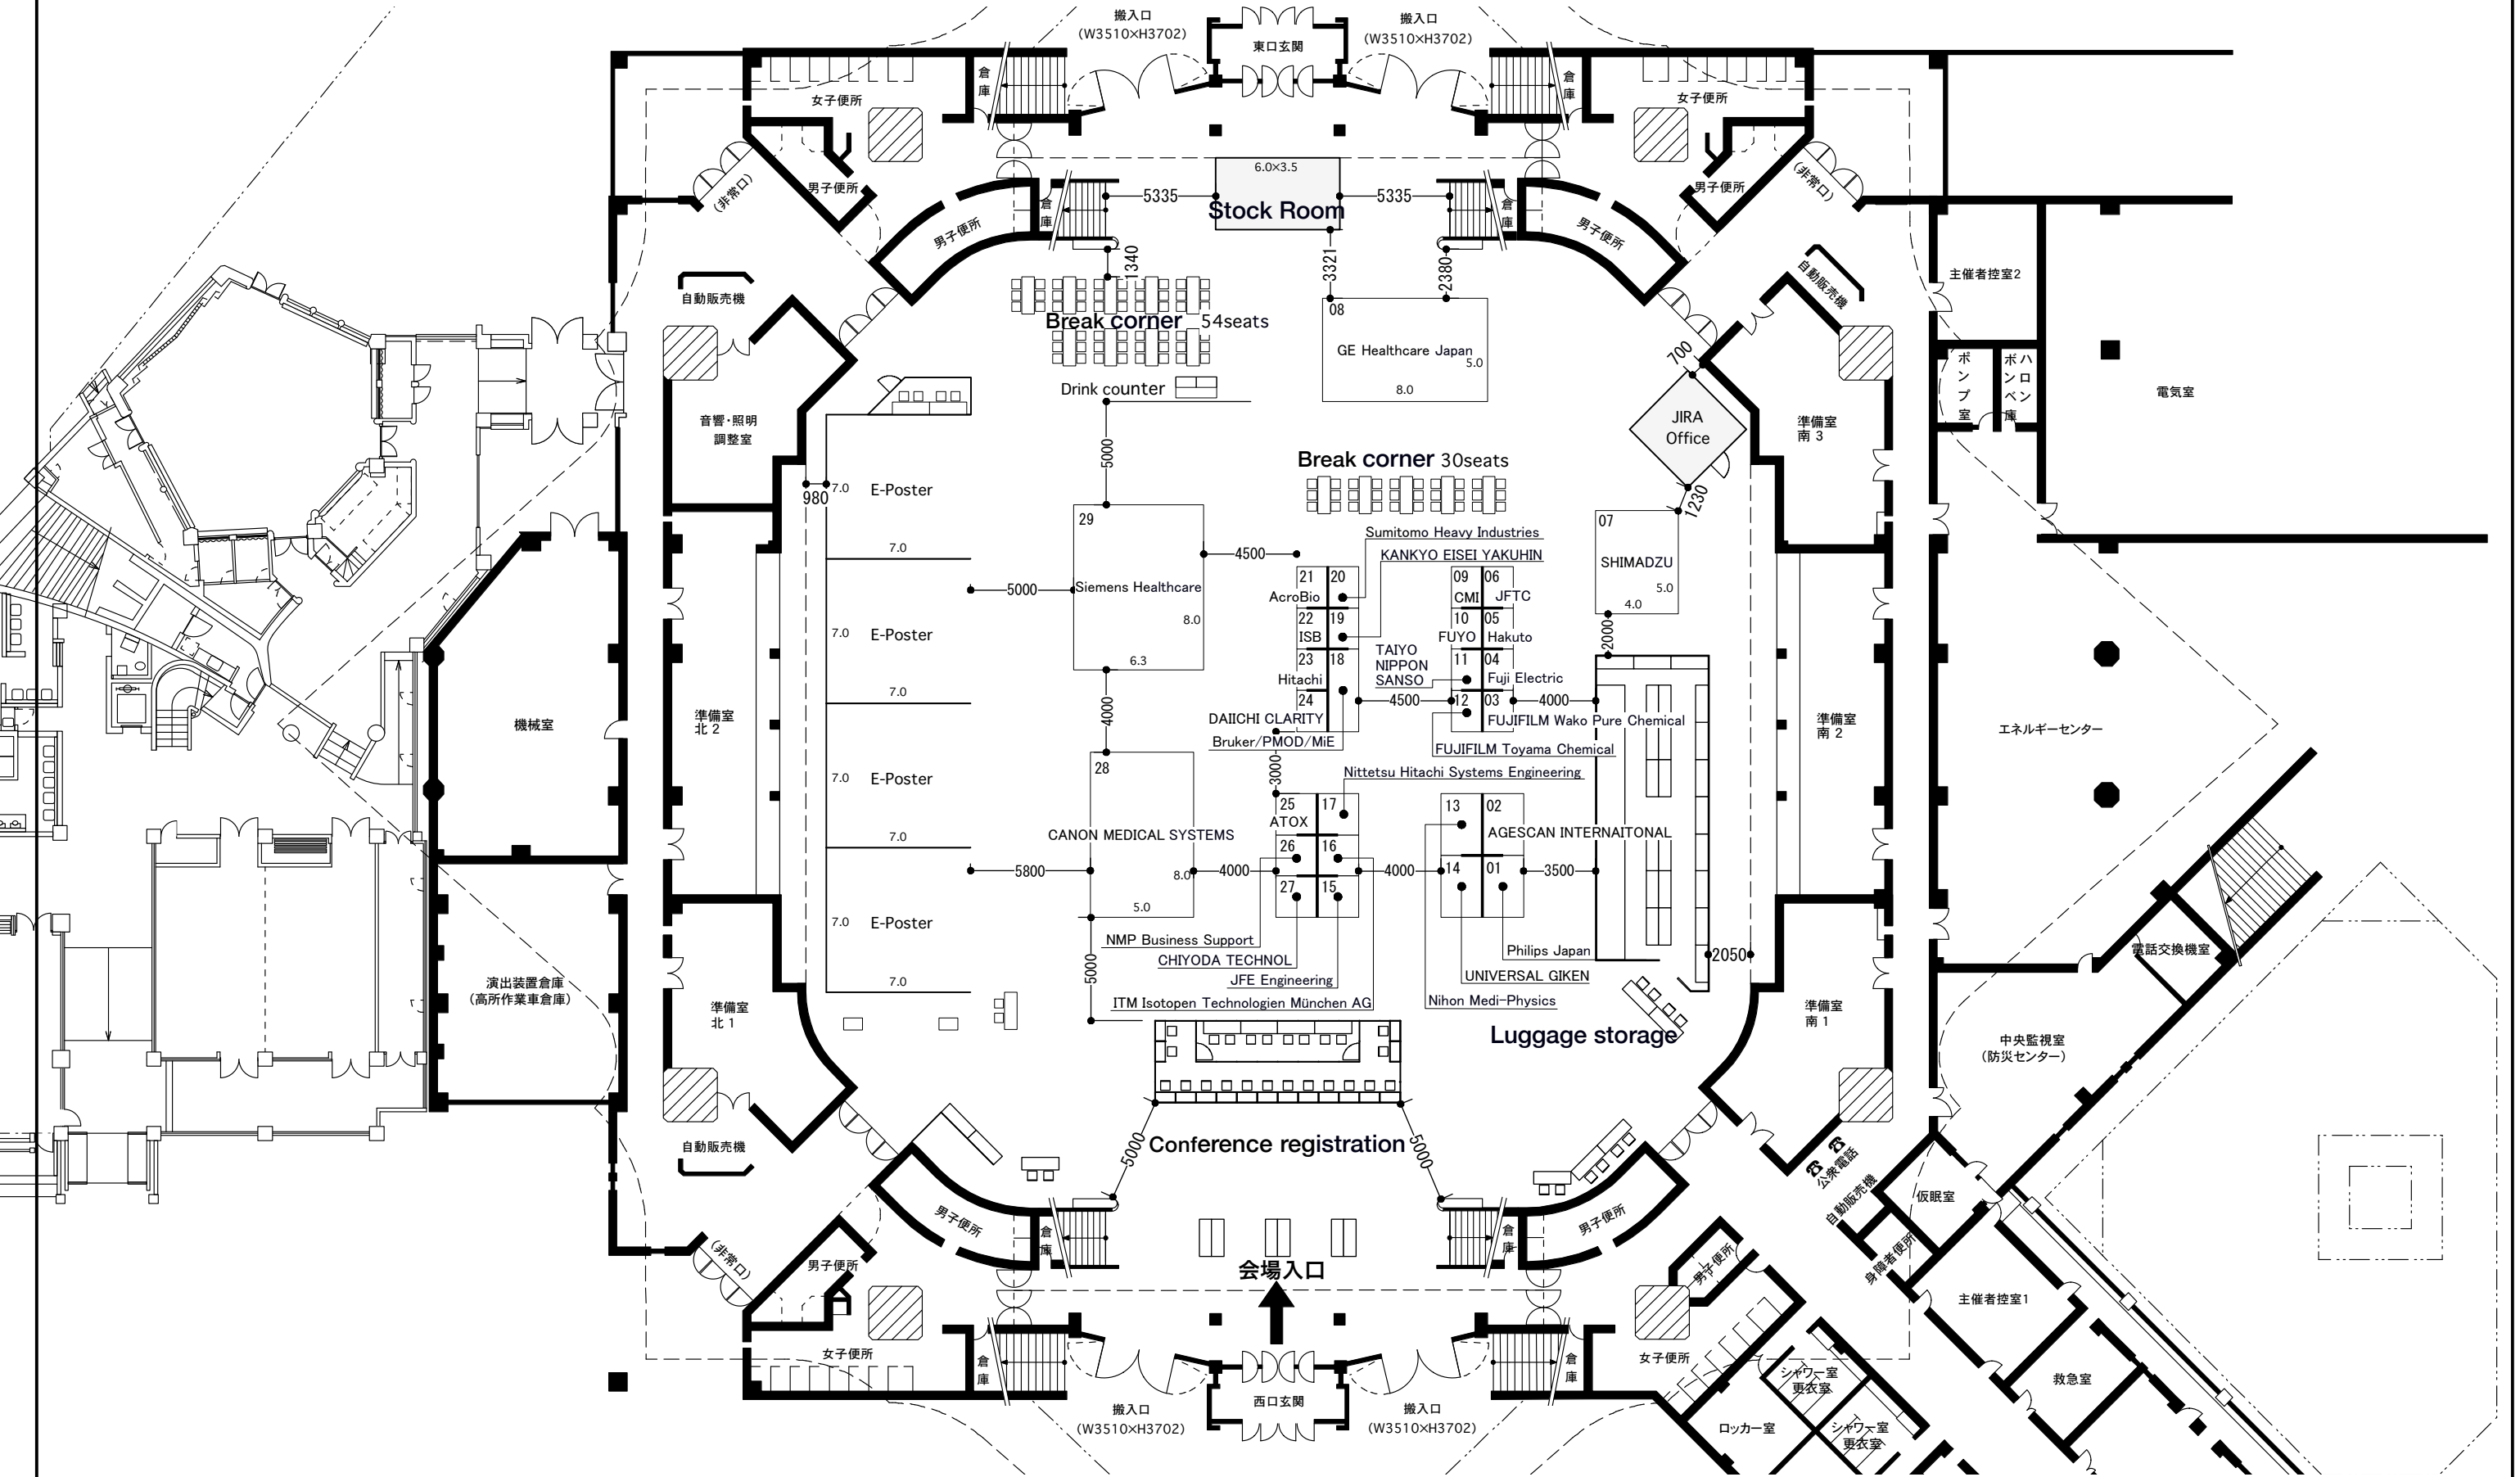 搬入口
(W3510×H3702)
東口玄関
搬入口
(W3510×H3702)
倉庫
倉庫
女子便所
女子便所
6.0×3.5
(非常口)
男子便所
男子便所
(非常口)
倉庫
5335
Stock Room
5335
倉庫
男子便所
男子便所
1340
3321
2380
自動販売機
自動販売機
主催者控室2
08
Break corner 54seats
GE Healthcare Japan
5.0
8.0
700
ポンプ室
ハロンボンベ庫
電気室
Drink counter
音響・照明
調整室
JIRA
Office
準備室
南 3
5000
Break corner 30seats
980
7.0
E-Poster
7.0
1230
29
07
Sumitomo Heavy Industries
KANKYO EISEI YAKUHIN
4500
SHIMADZU
5.0
4.0
5000
Siemens Healthcare
8.0
6.3
21
20
AcroBio
22
19
ISB
23
18
Hitachi
24
DAIICHI CLARITY
Bruker/PMOD/MiE
09
06
CMI
JFTC
10
05
FUYO
Hakuto
TAIYO
NIPPON
SANSO
11
04
Fuji Electric
12
03
4500
4000
2000
FUJIFILM Wako Pure Chemical
FUJIFILM Toyama Chemical
7.0
E-Poster
7.0
機械室
準備室
北 2
準備室
南 2
エネルギーセンター
4000
3000
28
Nittetsu Hitachi Systems Engineering
7.0
E-Poster
7.0
25
17
ATOX
13
02
CANON MEDICAL SYSTEMS
AGESCAN INTERNAITONAL
26
16
27
15
14
01
5800
8.0
5.0
4000
4000
3500
7.0
E-Poster
7.0
NMP Business Support
CHIYODA TECHNOL
JFE Engineering
ITM Isotopen Technologien München AG
Philips Japan
UNIVERSAL GIKEN
Nihon Medi-Physics
2050
5000
電話交換機室
演出装置倉庫
(高所作業車倉庫)
準備室
北 1
準備室
南 1
Luggage storage
中央監視室
(防災センター)
5000
Conference registration
5000
自動販売機
公衆電話
自動販売機
仮眠室
男子便所
倉庫
倉庫
男子便所
身障者便所
(非常口)
男子便所
会場入口
男子便所
主催者控室1
女子便所
倉庫
倉庫
女子便所
シャワー室
更衣室
救急室
搬入口
(W3510×H3702)
西口玄関
搬入口
(W3510×H3702)
ロッカー室
シャワー室
更衣室